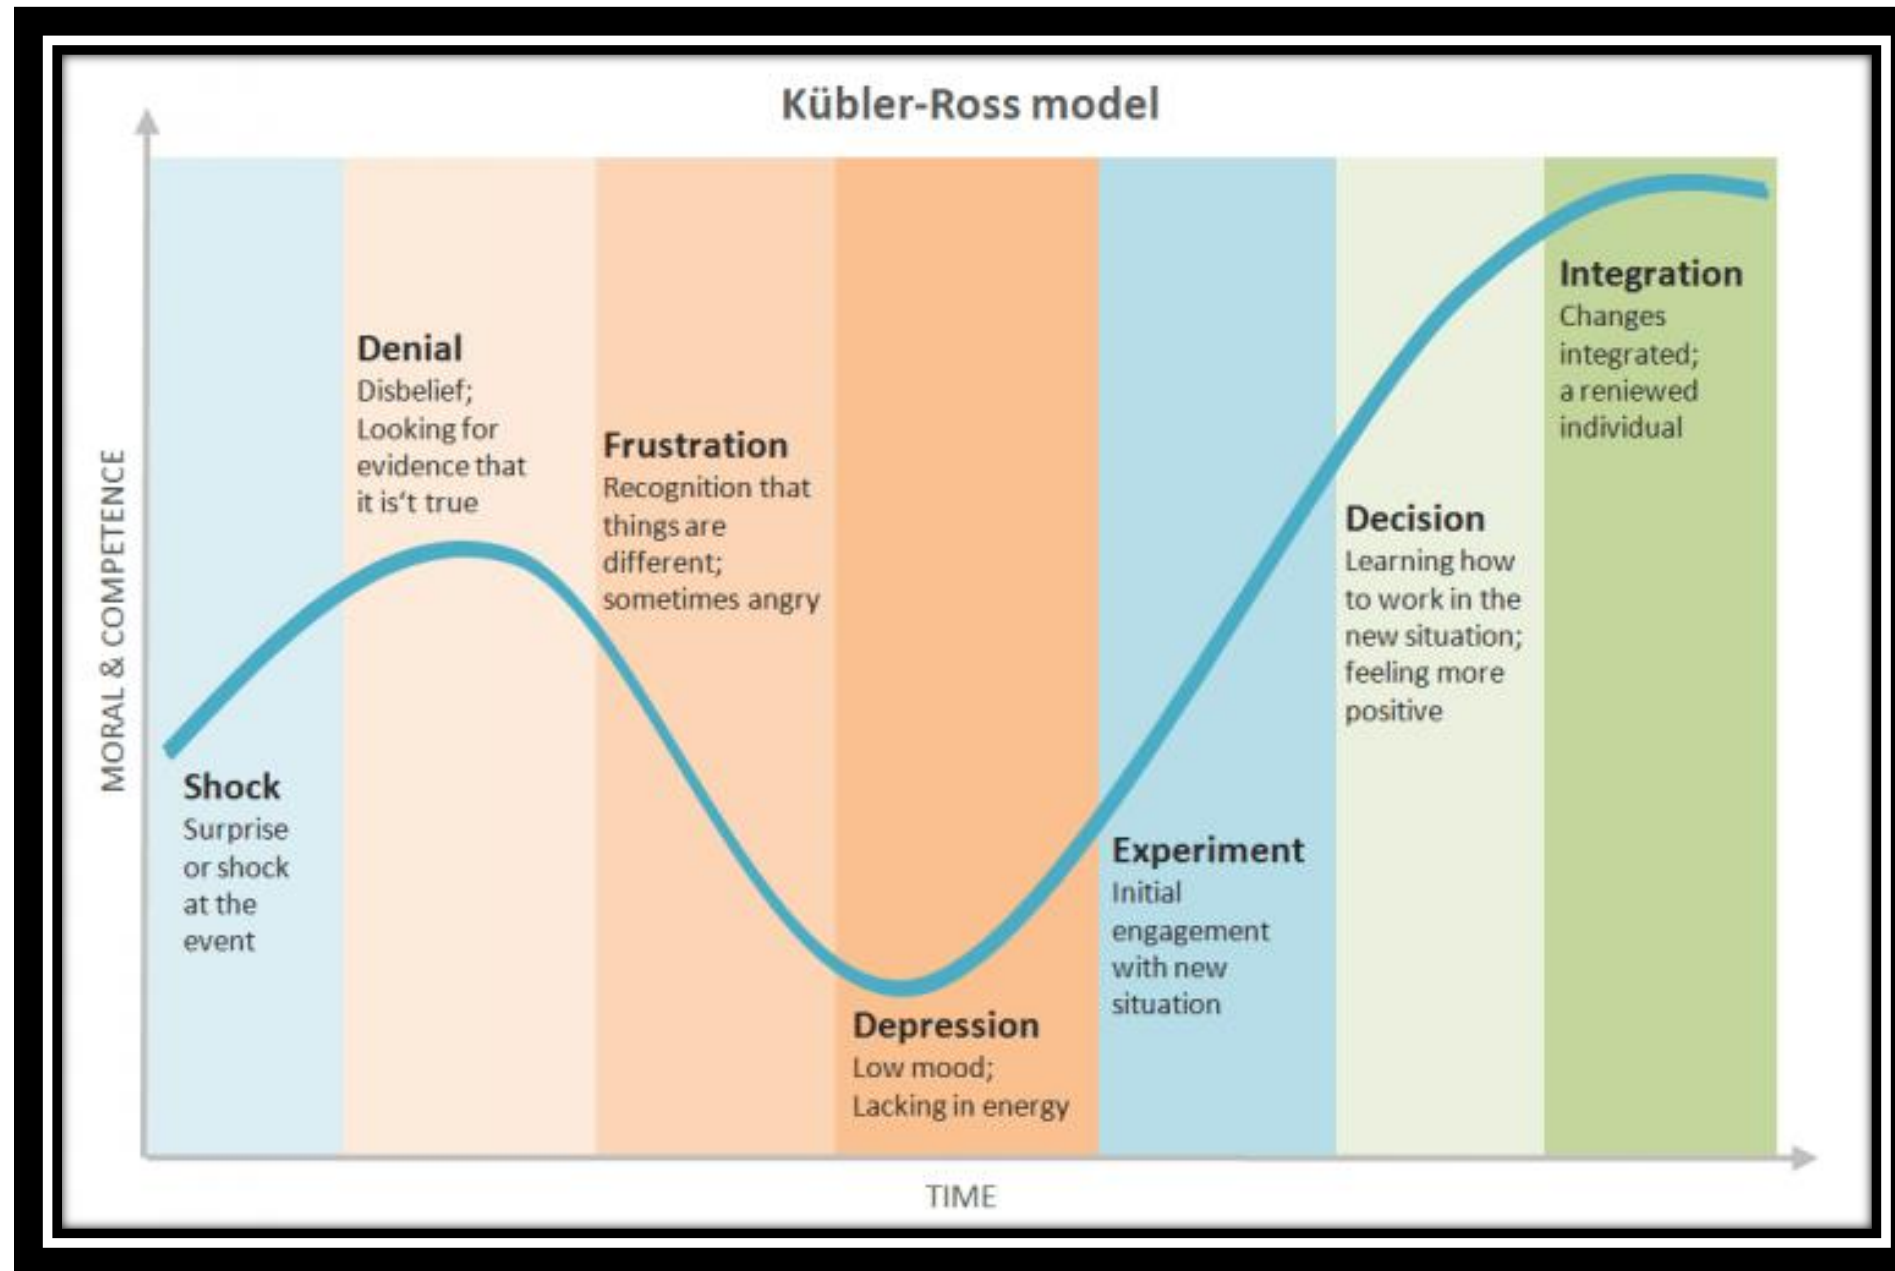 Kübler-Ross model
MORAL & COMPETENCE
Shock
Surprise
or shock
at the
event
Denial
Disbelief;
Looking for
evidence that
it is‘t true
Frustration
Recognition that
things are
different;
sometimes angry
Depression
Low mood;
Lacking in energy
Experiment
Initial
engagement
with new
situation
Decision
Learning how
to work in the
new situation;
feeling more
positive
Integration
Changes
integrated;
a reniewed
individual
TIME